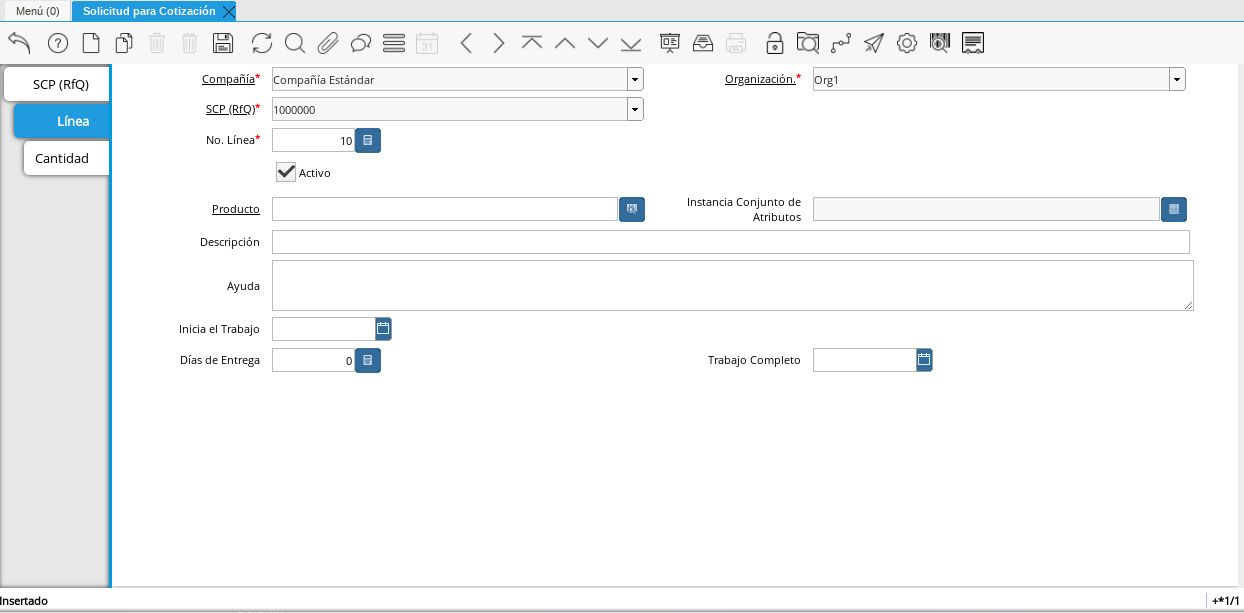 Menú (0)
Solicitud para Cotización
?
31
SCP (RfQ)
Línea
Cantidad
Compañía* Compañía Estándar
Organización.* Org1
SCP (RfQ)* 1000000
No. Línea* 10
Activo
Producto
Instancia Conjunto de
Atributos
Descripción
Ayuda
Inicia el Trabajo
Días de Entrega 0
Trabajo Completo
Insertado
+*1/1